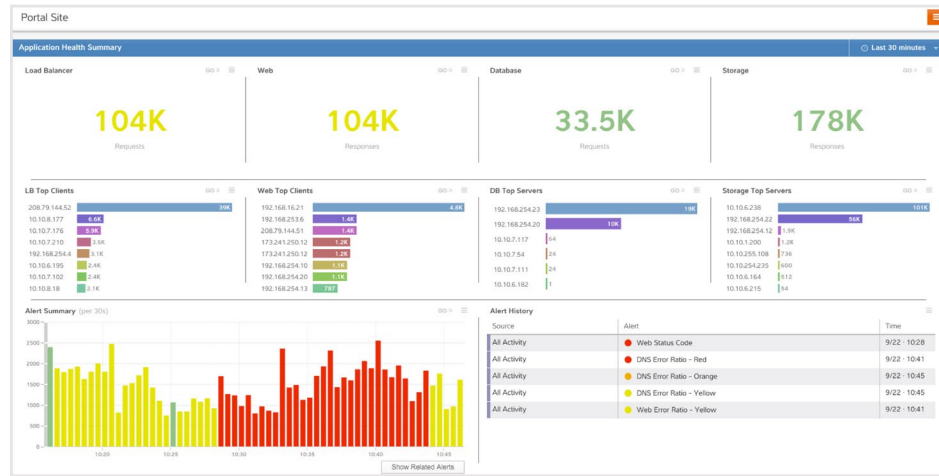 Portal Site
Application Health Summary
Last 30 minutes
Load Balancer GO >
Web GO >
Database GO >
Storage GO >
104K
104K
33.5K
178K
Requests
Responses
Requests
Responses
LB Top Clients GO >
208.79.144.52 39K
10.10.8.177 6.6K
10.10.7.176 5.9K
10.10.7.210 3.6K
192.168.254.4 3.1K
10.10.6.195 2.4K
10.10.7.102 2.4K
10.10.8.18 2.1K
Web Top Clients GO >
192.168.16.21 4.8K
192.168.253.6 1.4K
208.79.144.51 1.4K
173.241.250.12 1.2K
173.241.250.12 1.2K
192.168.254.10 1.1K
192.168.254.20 1.1K
192.168.254.13 787
DB Top Servers GO >
192.168.254.23 19K
192.168.254.20 10K
10.10.7.117 64
10.10.7.54 24
10.10.7.111 24
10.10.6.182 1
Storage Top Servers GO >
10.10.6.238 101K
192.168.254.22 56K
192.168.254.12 1.9K
10.10.1.200 1.2K
10.10.255.108 736
10.10.254.235 600
10.10.6.164 512
10.10.6.215 54
Alert Summary (per 30s) GO >
3000
2500
2000
1500
1000
500
0
10:20 10:25 10:30 10:35 10:40 10:45
Show Related Alerts
Alert History
Source Alert Time
All Activity Web Status Code 9/22 · 10:28
All Activity DNS Error Ratio - Red 9/22 · 10:41
All Activity DNS Error Ratio - Orange 9/22 · 10:45
All Activity DNS Error Ratio - Yellow 9/22 · 10:45
All Activity Web Error Ratio - Yellow 9/22 · 10:41